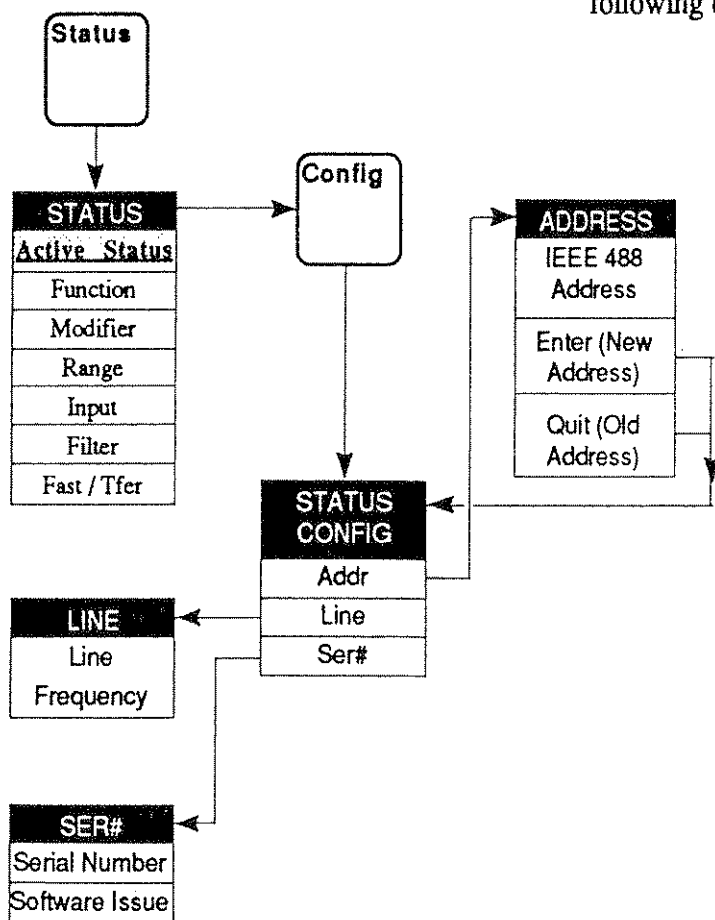 following
Status
STATUS
Active Status
Function
Modifier
Range
Input
Filter
Fast / Tfer
Config
ADDRESS
IEEE 488
Address
Enter (New
Address)
Quit (Old
Address)
STATUS
CONFIG
Addr
Line
Ser#
LINE
Line
Frequency
SER#
Serial Number
Software Issue